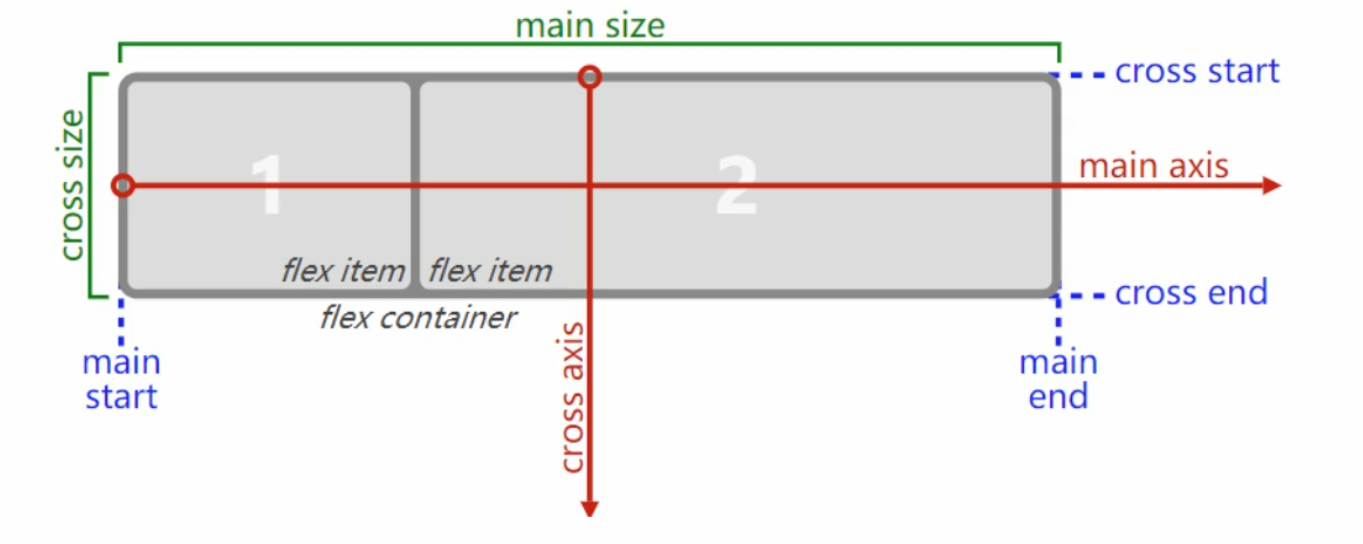 main size
cross start
cross size
1
2
main axis
flex item
flex item
cross end
flex container
cross axis
main
start
main
end